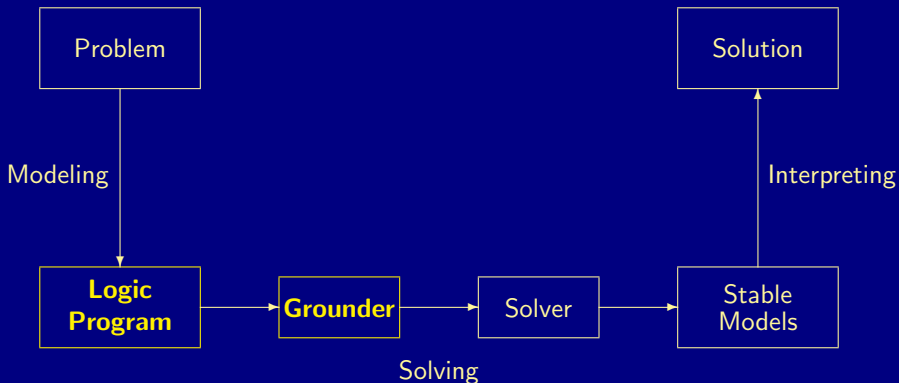 Problem
Solution
Modeling
Interpreting
Logic
Program
Grounder
Solver
Stable
Models
Solving